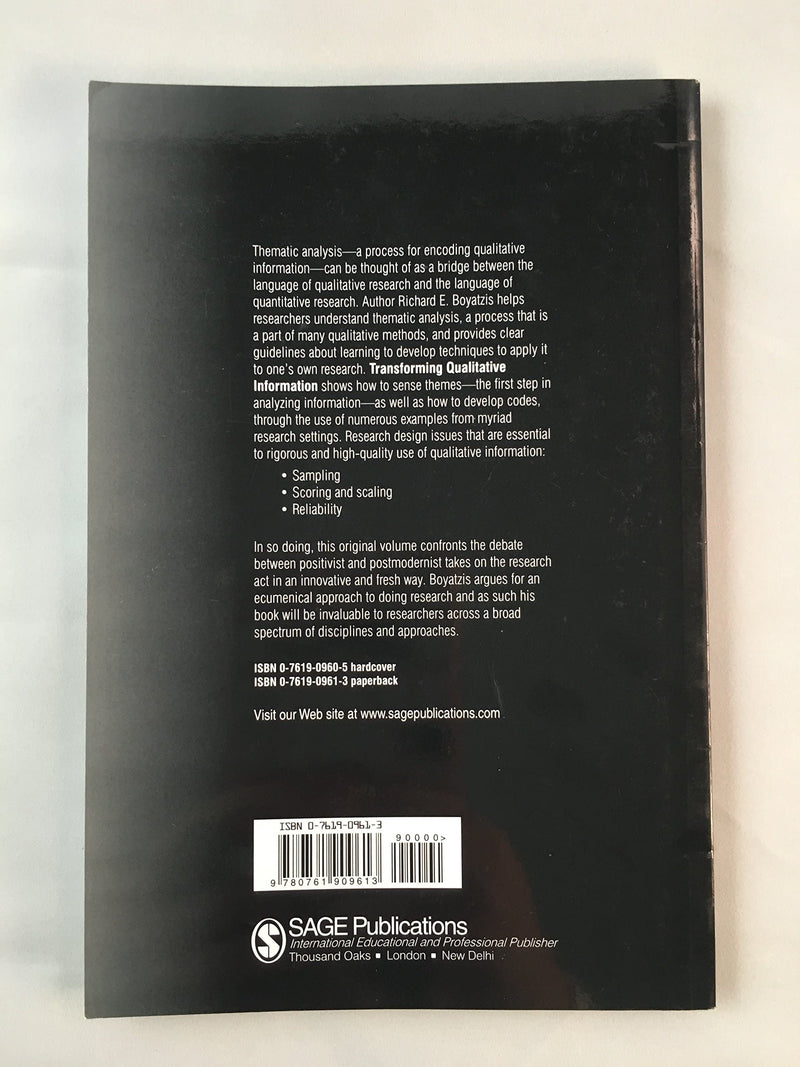 Thematic analysis—a process for encoding qualitative
information—can be thought of as a bridge between the
language of qualitative research and the language of
quantitative research. Author Richard E. Boyatzis helps
researchers understand thematic analysis, a process that is
a part of many qualitative methods, and provides clear
guidelines about learning to develop techniques to apply it
to one's own research. Transforming Qualitative
Information shows how to sense themes—the first step in
analyzing information—as well as how to develop codes,
through the use of numerous examples from myriad
research settings. Research design issues that are essential
to rigorous and high-quality use of qualitative information:
• Sampling
• Scoring and scaling
• Reliability
In so doing, this original volume confronts the debate
between positivist and postmodernist takes on the research
act in an innovative and fresh way. Boyatzis argues for an
ecumenical approach to doing research and as such his
book will be invaluable to researchers across a broad
spectrum of disciplines and approaches.
ISBN 0-7619-0960-5 hardcover
ISBN 0-7619-0961-3 paperback
Visit our Web site at www.sagepublications.com
ISBN 0-7619-0961-3
90000>
9 780761 909613
S SAGE Publications
International Educational and Professional Publisher
Thousand Oaks ▪ London ▪ New Delhi